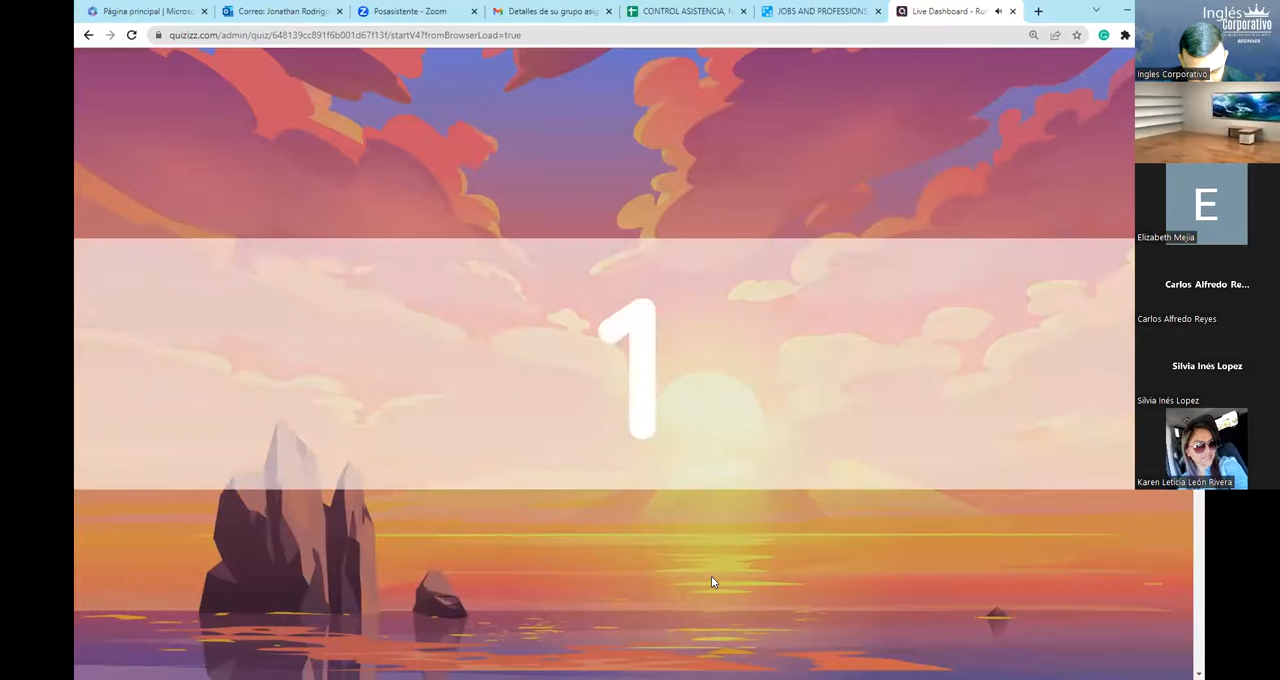 Página principal | Micros
Correo: Jonathan Rodrig
Posasistente - Zoom
Detalles de su grupo asig
CONTROL ASISTENCIA,
JOBS AND PROFESSIONS
Live Dashboard - Ru
quizizz.com/admin/quiz/648139cc891f6b001d67f13f/startV4?fromBrowserLoad=true
1
Inglés
Corporativo
BEGINNER
Ingles Corporativo
E
Elizabeth Mejia
Carlos Alfredo Re...
Carlos Alfredo Reyes
Silvia Inés Lopez
Silvia Inés Lopez
Karen Leticia León Rivera